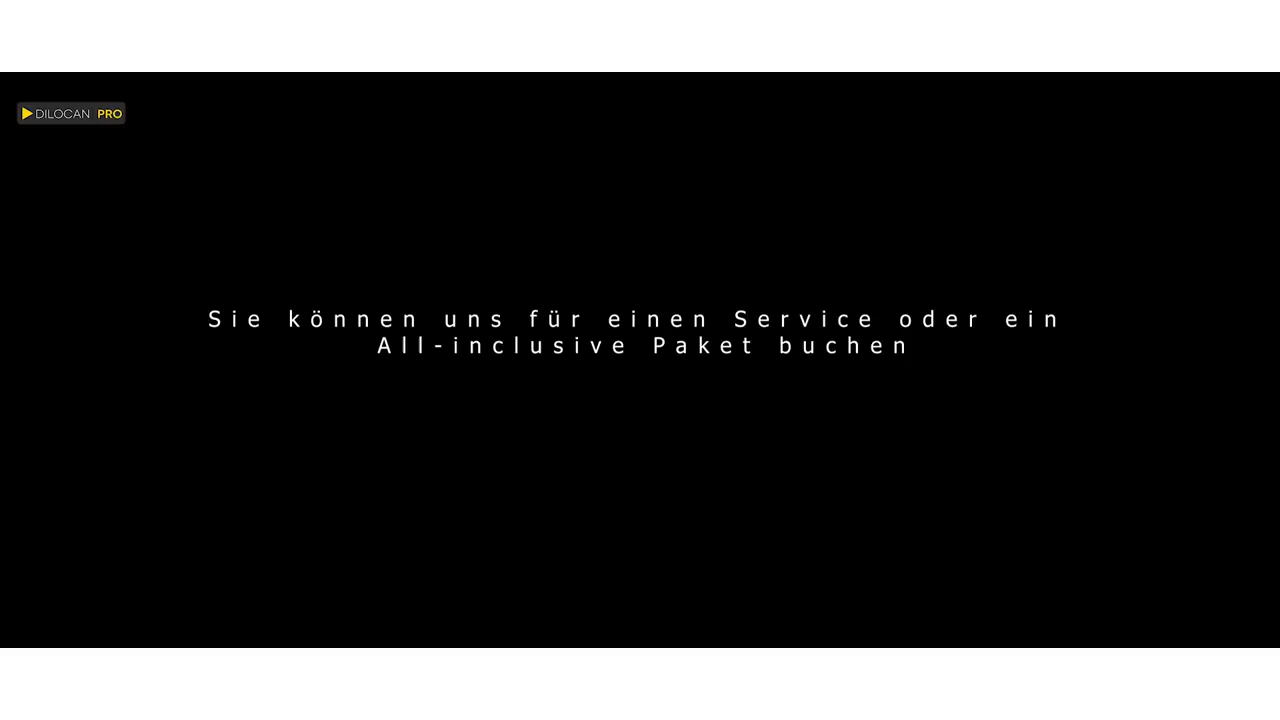 DILOCAN PRO
Sie können uns für einen Service oder ein
All-inclusive Paket buchen